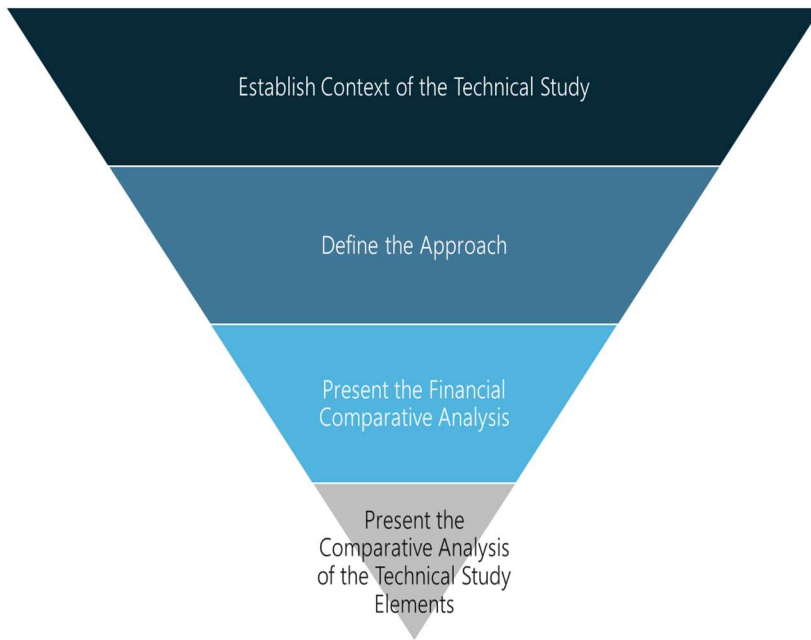 Establish Context of the Technical Study
Define the Approach
Present the Financial
Comparative Analysis
Present the
Comparative Analysis
of the Technical Study
Elements